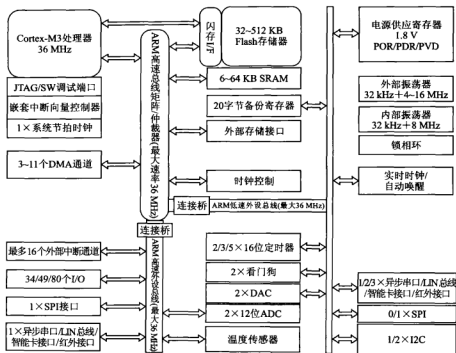 Cortex-M3处理器
36 MHz
JTAG/SW调试端口
嵌套中断向量控制器
1×系统节拍时钟
3~11个DMA通道
ARM高速总线矩阵/仲裁器(最大速率36 MHz)
闪存I/F
32~512 KB
Flash存储器
6~64 KB SRAM
20字节备份寄存器
外部存储接口
时钟控制
电源供应寄存器
1.8 V
POR/PDR/PVD
外部振荡器
32 kHz+4~16 MHz
内部振荡器
32 kHz+8 MHz
锁相环
实时时钟/
自动唤醒
连接桥
ARM低速外设总线(最大36 MHz)
连接桥
最多16个外部中断通道
34/49/80个I/O
1×SPI接口
1×异步串口/LIN总线
/智能卡接口/红外接口
ARM高速外设总线(最大36 MHz)
2/3/5×16位定时器
2×看门狗
2×DAC
2×12位ADC
温度传感器
1/2/3×异步串口/LIN总线
/智能卡接口/红外接口
0/1×SPI
1/2×I2C